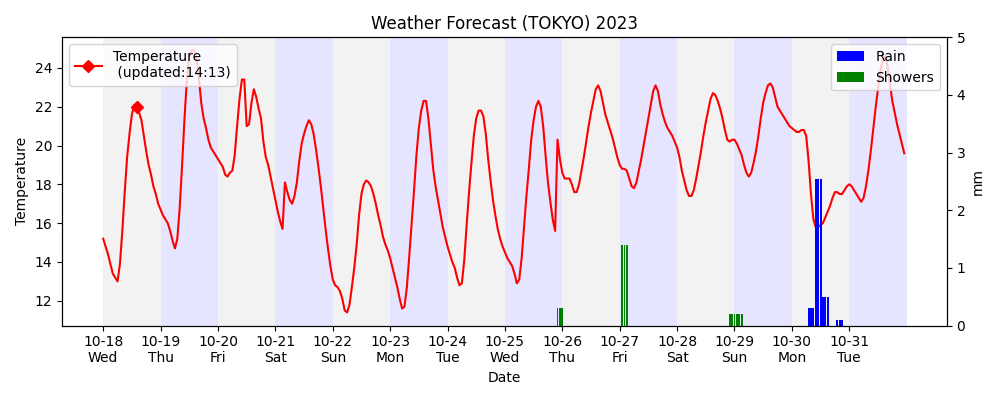 Weather Forecast (TOKYO) 2023
Temperature
(updated:14:13)
Rain
Showers
Temperature
24
22
20
18
16
14
12
5
4
3
2
1
0
mm
10-18 10-19 10-20 10-21 10-22 10-23 10-24 10-25 10-26 10-27 10-28 10-29 10-30 10-31
Wed Thu Fri Sat Sun Mon Tue Wed Thu Fri Sat Sun Mon Tue
Date